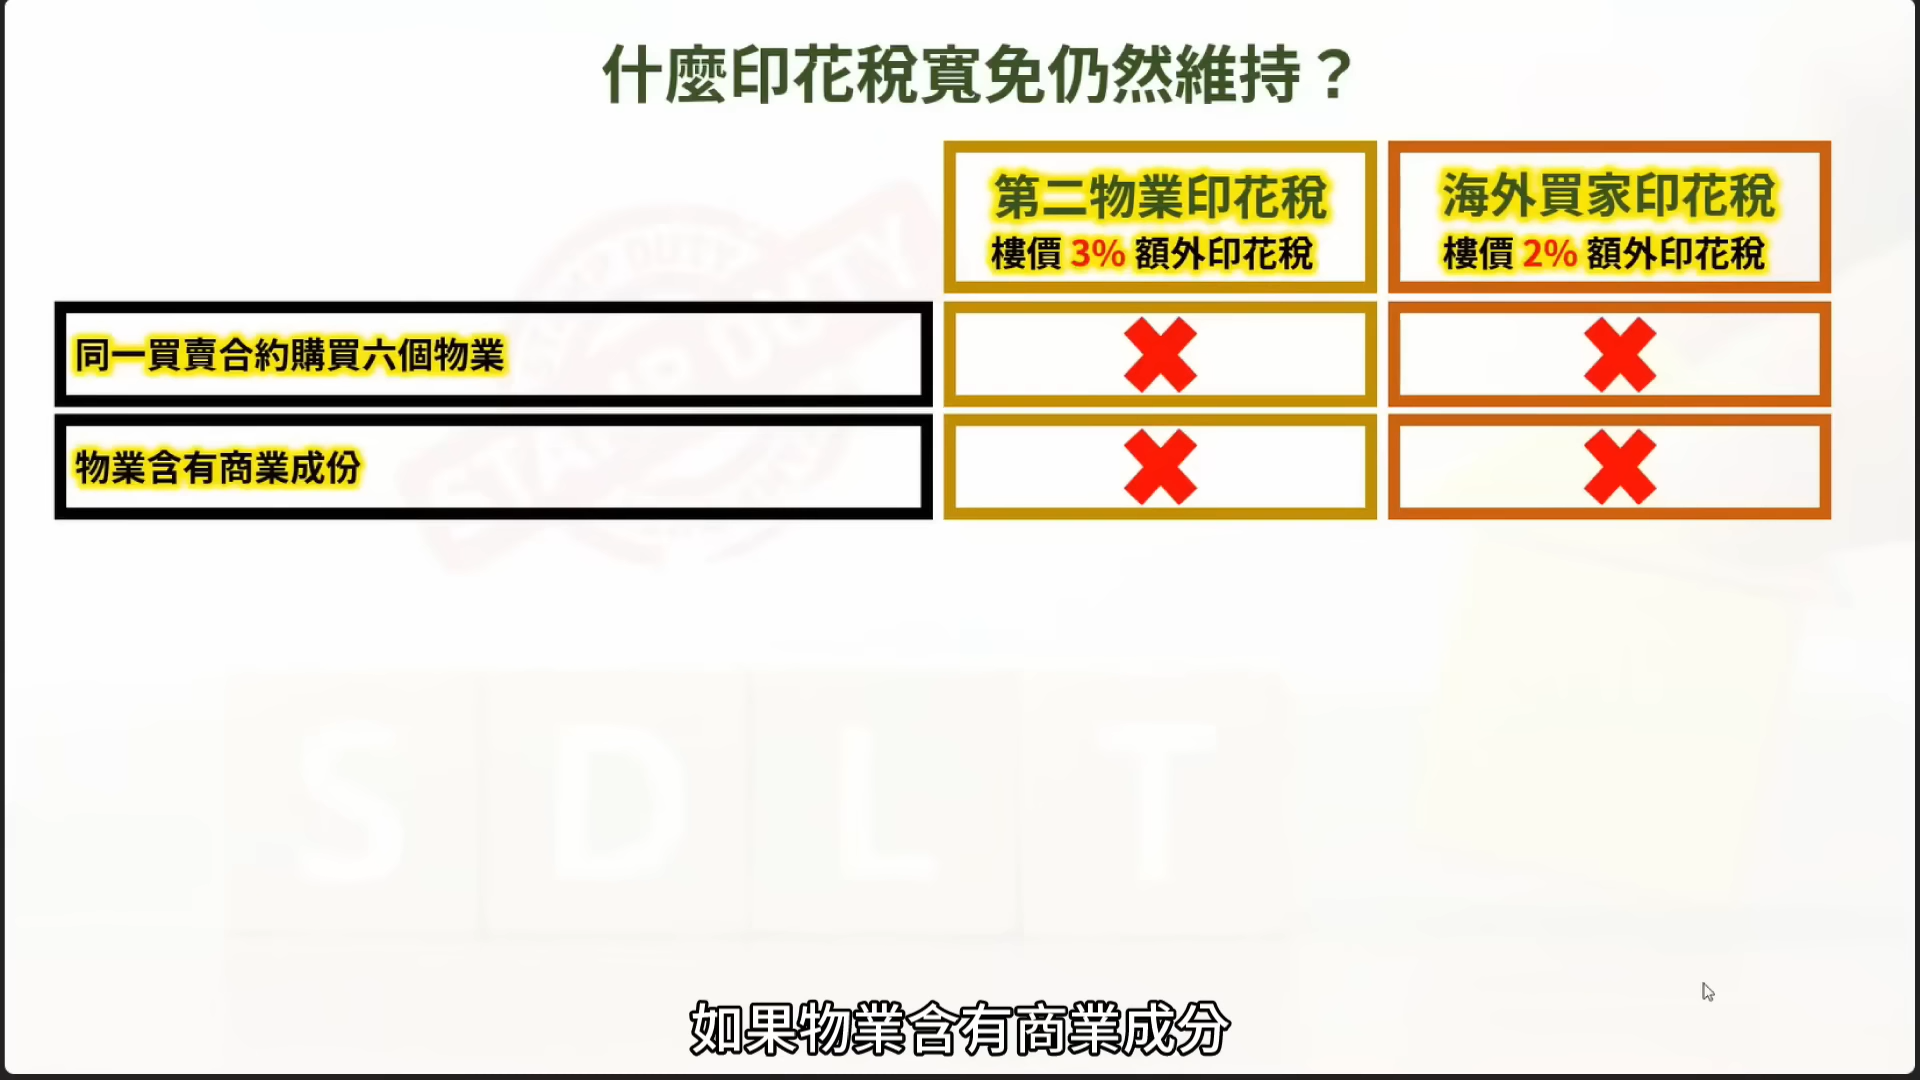 什麼印花稅寬免仍然維持？
第二物業印花稅
樓價 3% 額外印花稅
海外買家印花稅
樓價 2% 額外印花稅
同一買賣合約購買六個物業
物業含有商業成份
STAMP DUTY
S D L T
如果物業含有商業成分